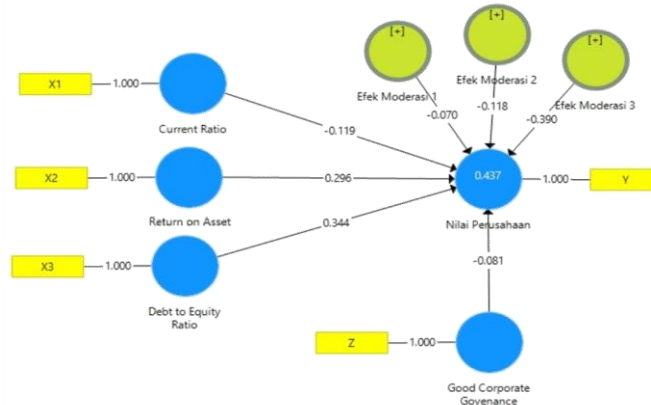 [+]
[+]
[+]
Efek Moderasi 1
Efek Moderasi 2
Efek Moderasi 3
X1
1.000
Current Ratio
-0.070
-0.118
-0.390
-0.119
X2
1.000
Return on Asset
0.296
0.437
Nilai Perusahaan
1.000
Y
0.344
X3
1.000
Debt to Equity
Ratio
-0.081
Z
1.000
Good Corporate
Govenance